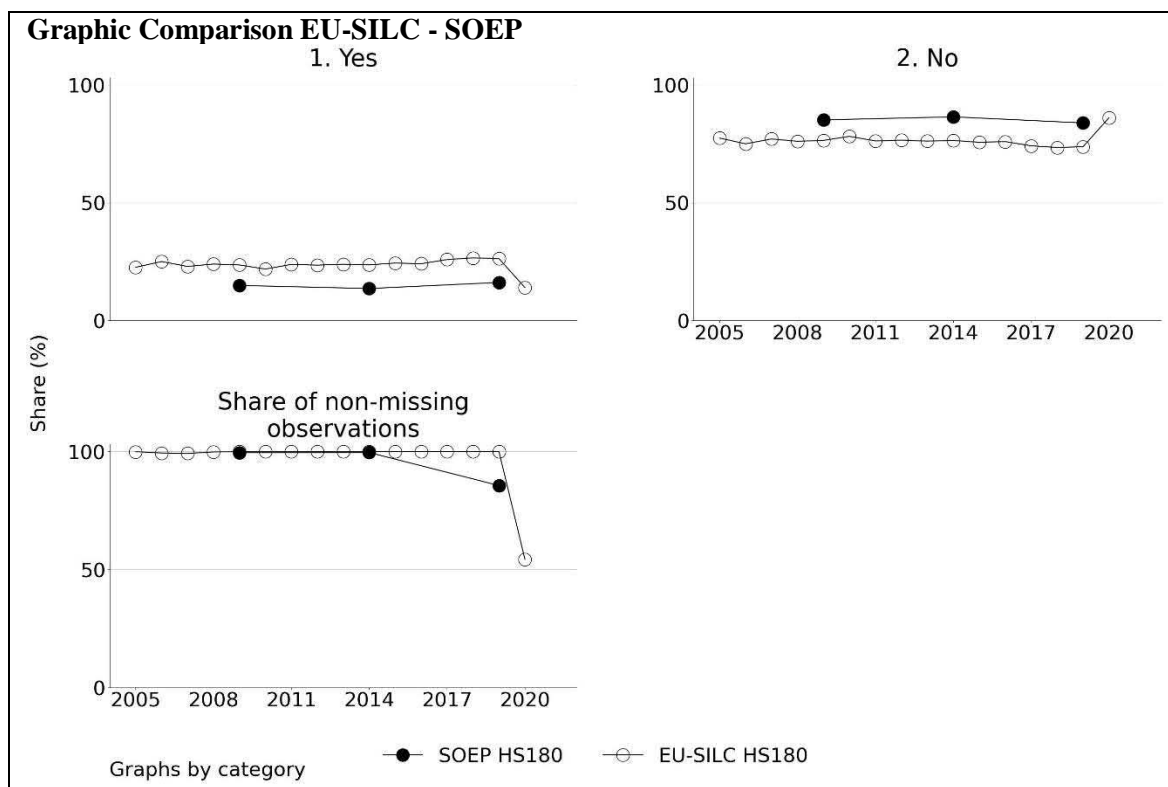 Graphic Comparison EU-SILC - SOEP
1. Yes
2. No
100
50
0
100
50
0
2005 2008 2011 2014 2017 2020
Share (%)
Share of non-missing
observations
100
50
0
2005 2008 2011 2014 2017 2020
SOEP HS180 EU-SILC HS180
Graphs by category